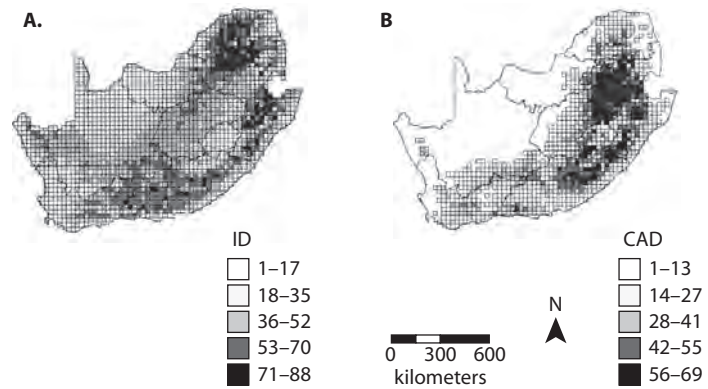 A.
B.
ID
1–17
18–35
36–52
53–70
71–88
CAD
1–13
14–27
28–41
42–55
56–69
N
0 300 600
kilometers